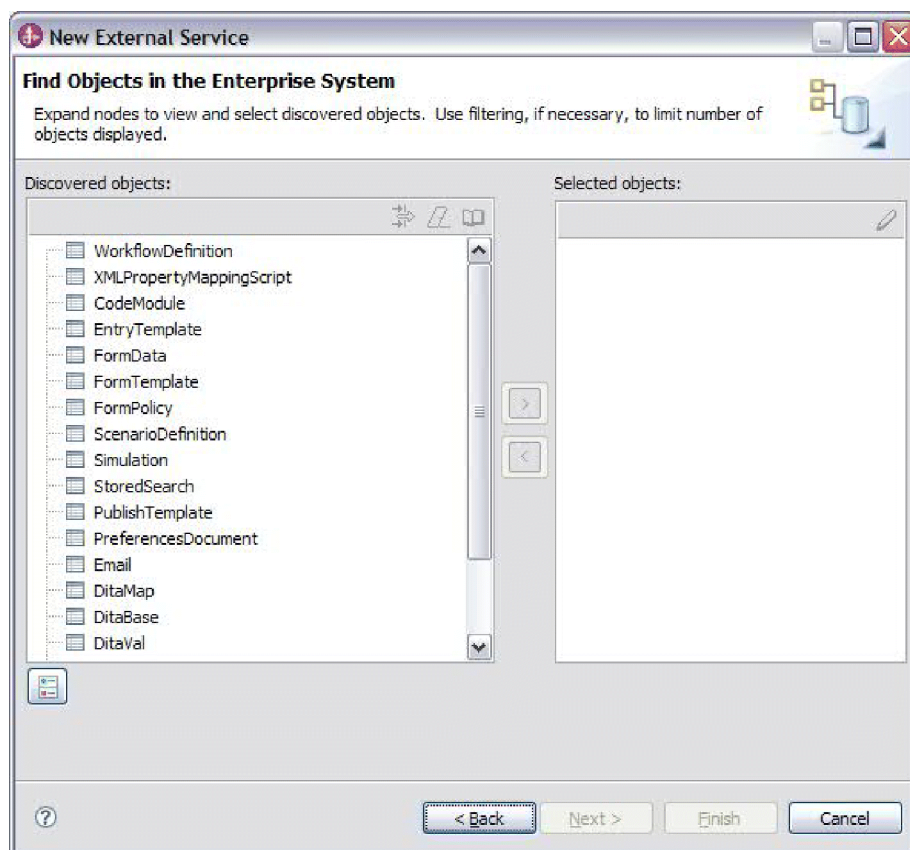 New External Service
Find Objects in the Enterprise System
Expand nodes to view and select discovered objects. Use filtering, if necessary, to limit number of
objects displayed.
Discovered objects:
Selected objects:
WorkflowDefinition
XMLPropertyMappingScript
CodeModule
EntryTemplate
FormData
FormTemplate
FormPolicy
ScenarioDefinition
Simulation
StoredSearch
PublishTemplate
PreferencesDocument
Email
DitaMap
DitaBase
DitaVal
>
<
?
< Back
Next >
Finish
Cancel